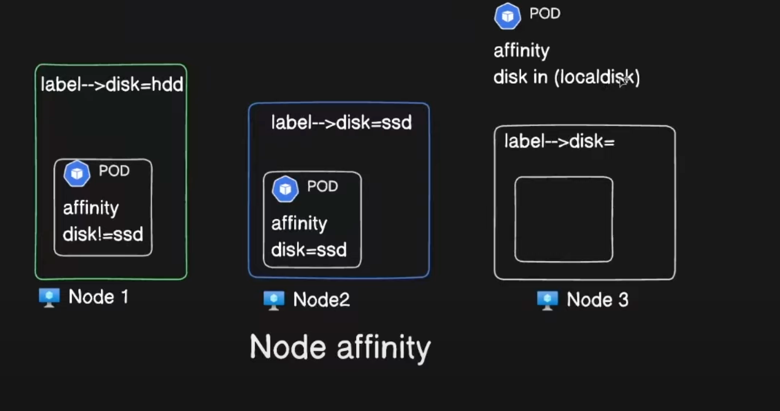 POD
affinity
disk in (localdisk)
label-->disk=hdd
POD
affinity
disk!=ssd
Node 1
label-->disk=ssd
POD
affinity
disk=ssd
Node2
label-->disk=
Node 3
Node affinity